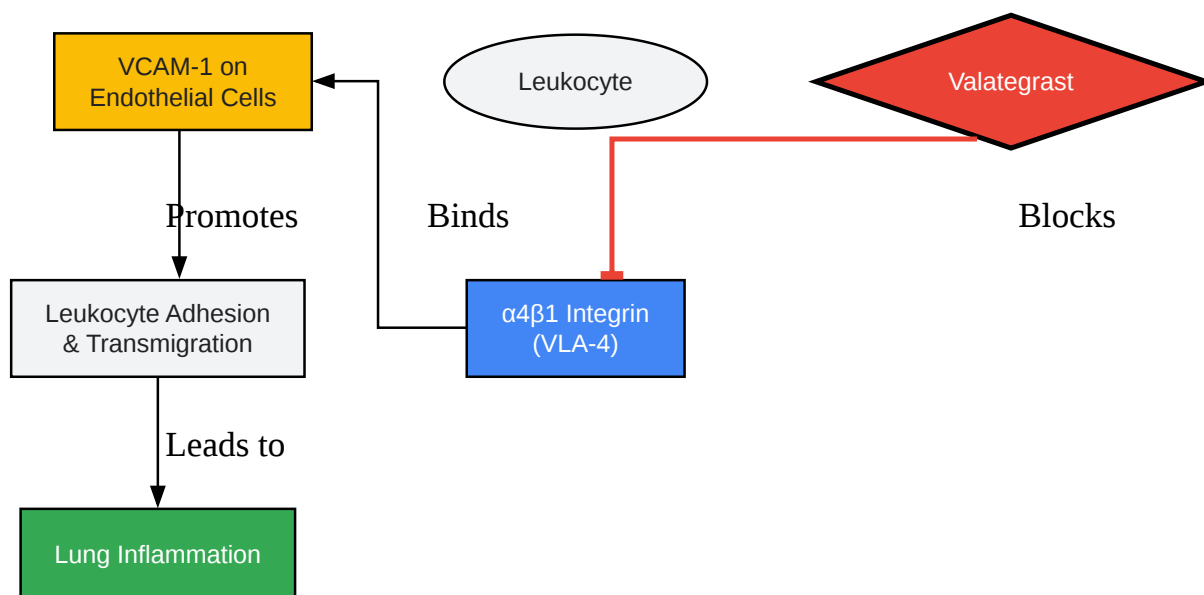 VCAM-1 on
Endothelial Cells
Leukocyte
Valategrast
Promotes
Binds
Blocks
Leukocyte Adhesion
& Transmigration
α4β1 Integrin
(VLA-4)
Leads to
Lung Inflammation